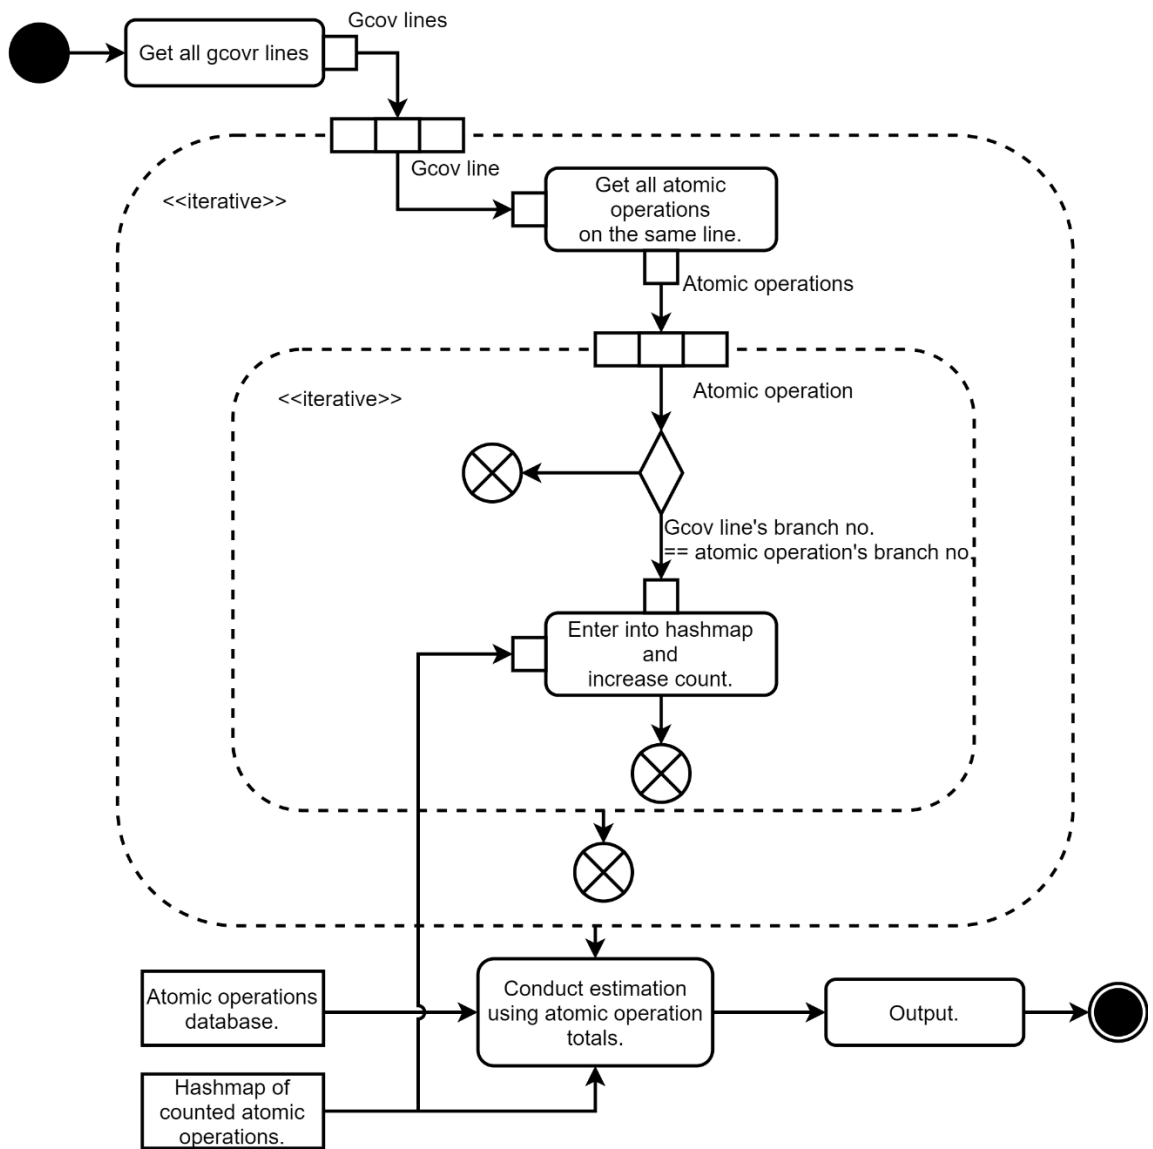 Gcov lines
Get all gcovr lines
Gcov line
<<iterative>>
Get all atomic
operations
on the same line.
Atomic operations
<<iterative>>
Atomic operation
Gcov line's branch no.
== atomic operation's branch no.
Enter into hashmap
and
increase count.
Atomic operations
database.
Conduct estimation
using atomic operation
totals.
Output.
Hashmap of
counted atomic
operations.